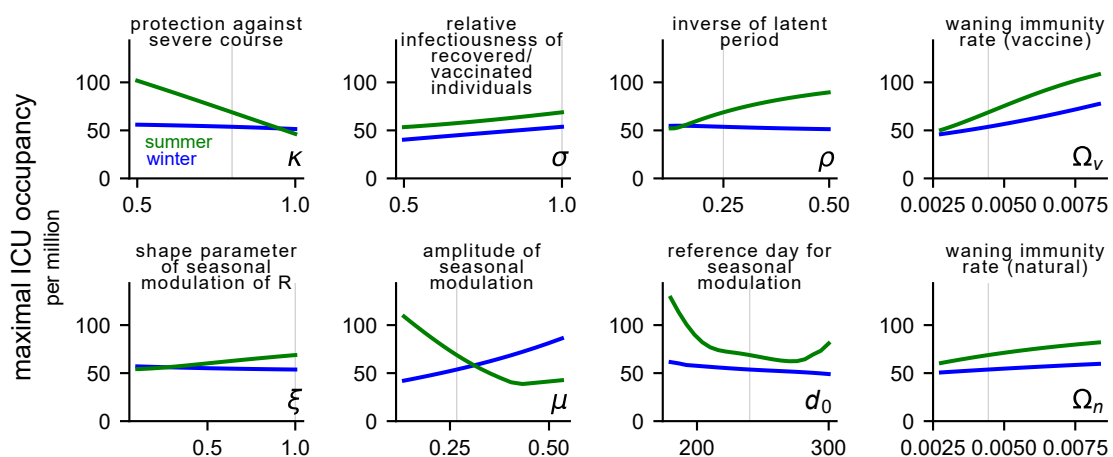 maximal ICU occupancy
per million
protection against
severe course
100
50
0
summer
winter
κ
0.5
1.0
relative
infectiousness of
recovered/
vaccinated
individuals
100
50
0
σ
0.5
1.0
inverse of latent
period
100
50
0
ρ
0.25
0.50
waning immunity
rate (vaccine)
100
50
0
Ωv
0.0025 0.0050 0.0075
shape parameter
of seasonal
modulation of R
100
50
0
ξ
0.5
1.0
amplitude of
seasonal
modulation
100
50
0
μ
0.25
0.50
reference day for
seasonal
modulation
100
50
0
d0
200
300
waning immunity
rate (natural)
100
50
0
Ωn
0.0025 0.0050 0.0075